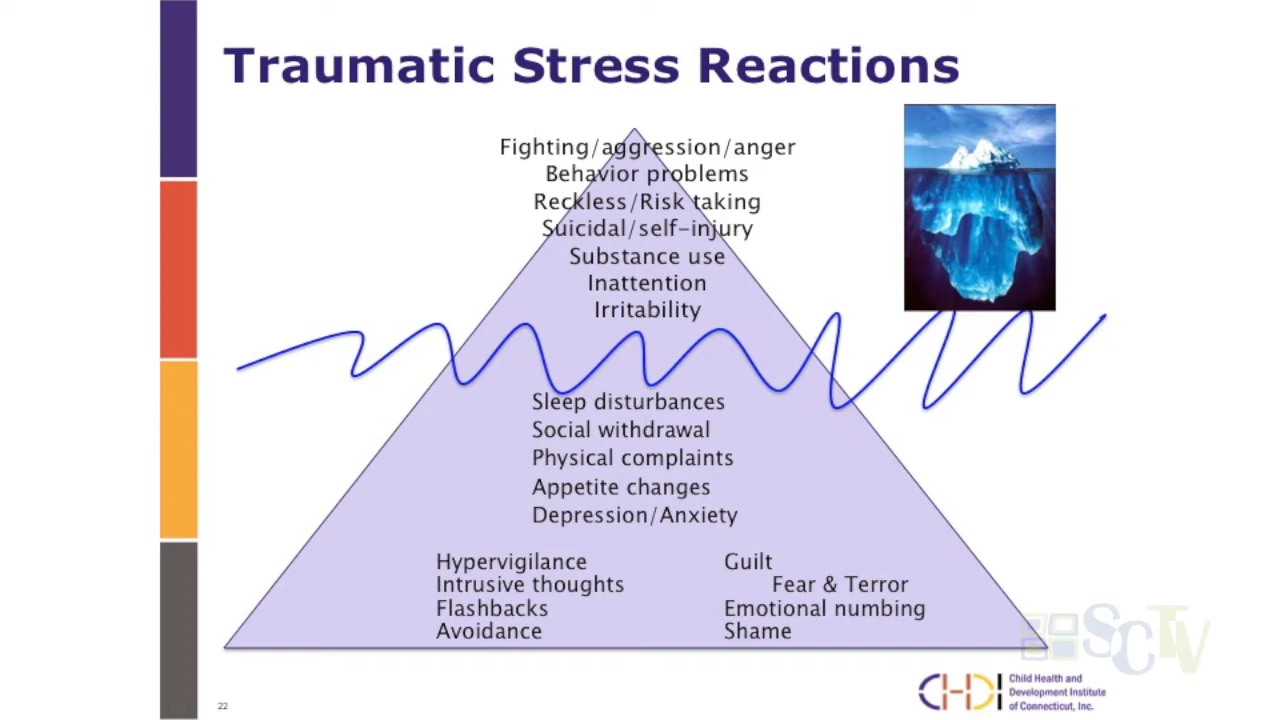 Traumatic Stress Reactions
Fighting/aggression/anger
Behavior problems
Reckless/Risk taking
Suicidal/self-injury
Substance use
Inattention
Irritability
Sleep disturbances
Social withdrawal
Physical complaints
Appetite changes
Depression/Anxiety
Hypervigilance
Intrusive thoughts
Flashbacks
Avoidance
Guilt
Fear & Terror
Emotional numbing
Shame
SCTV
22
CHDI
Child Health and
Development Institute
of Connecticut, Inc.